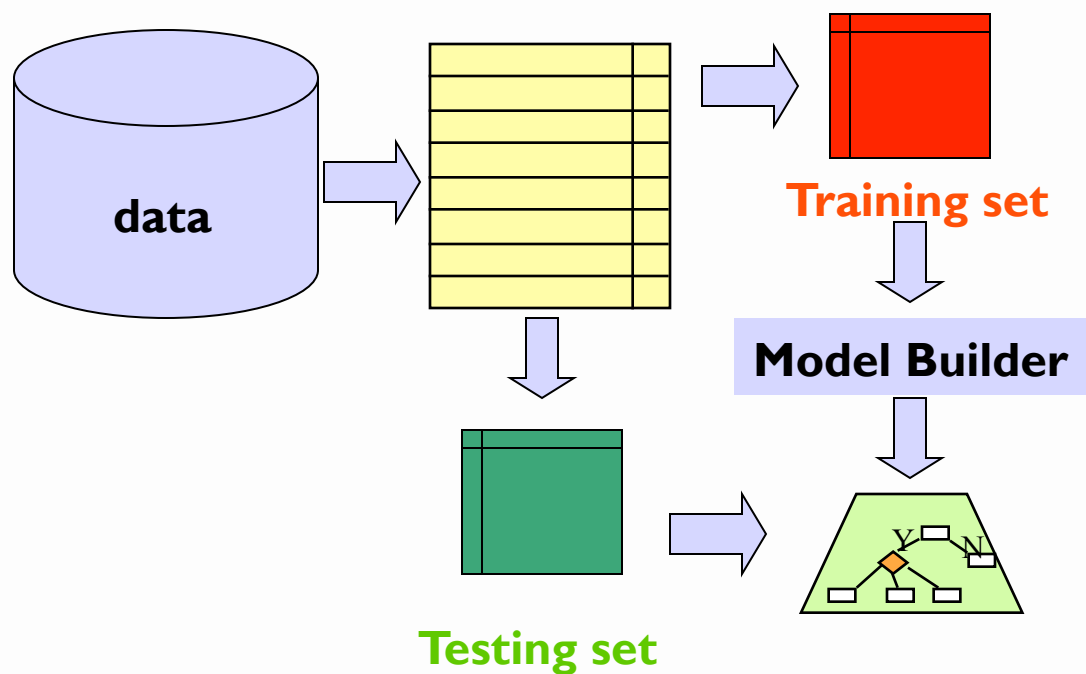 data
Training set
Model Builder
Y
N
Testing set